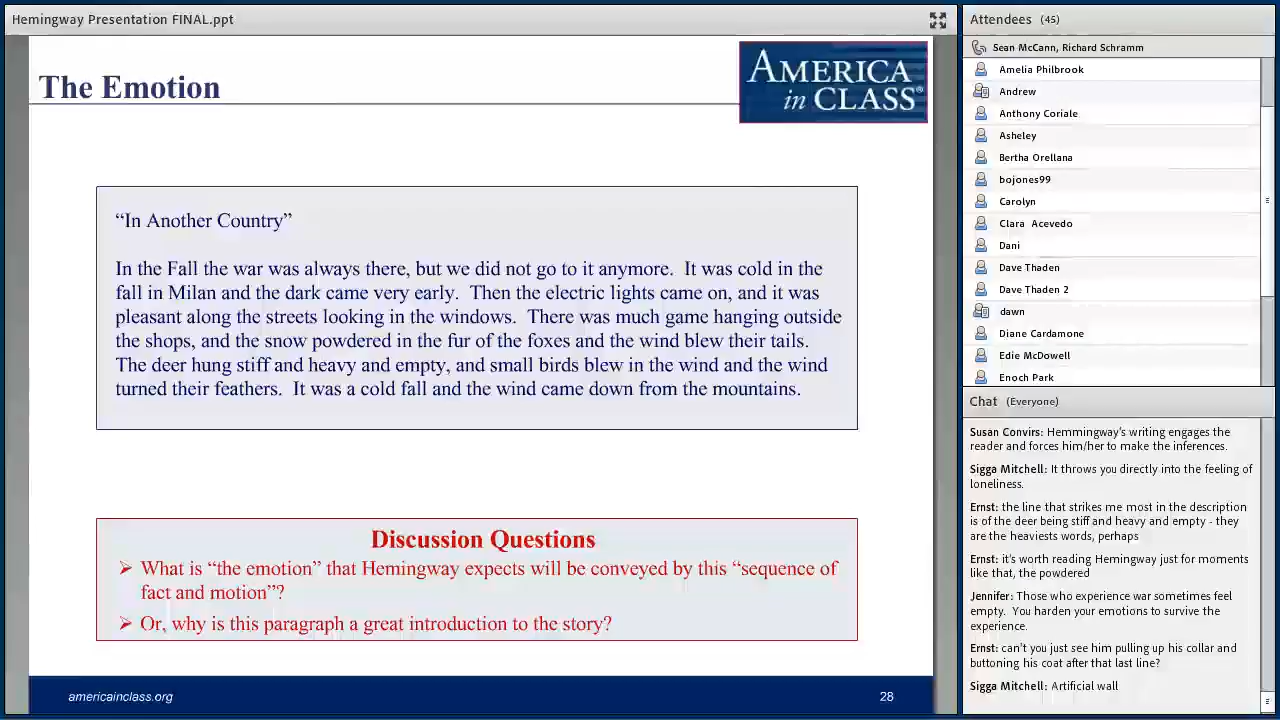 Hemingway Presentation FINAL.ppt
The Emotion
AMERICA
in CLASS®
“In Another Country”
In the Fall the war was always there, but we did not go to it anymore.  It was cold in the
fall in Milan and the dark came very early.  Then the electric lights came on, and it was
pleasant along the streets looking in the windows.  There was much game hanging outside
the shops, and the snow powdered in the fur of the foxes and the wind blew their tails.
The deer hung stiff and heavy and empty, and small birds blew in the wind and the wind
turned their feathers.  It was a cold fall and the wind came down from the mountains.
Discussion Questions
What is “the emotion” that Hemingway expects will be conveyed by this “sequence of
fact and motion”?
Or, why is this paragraph a great introduction to the story?
americainclass.org
28
Attendees (45)
Sean McCann, Richard Schramm
Amelia Philbrook
Andrew
Anthony Coriale
Asheley
Bertha Orellana
bojones99
Carolyn
Clara Acevedo
Dani
Dave Thaden
Dave Thaden 2
dawn
Diane Cardamone
Edie McDowell
Enoch Park
Chat (Everyone)
Susan Convirs: Hemmingway's writing engages the
reader and forces him/her to make the inferences.
Sigga Mitchell: It throws you directly into the feeling of
loneliness.
Ernst: the line that strikes me most in the description
is of the deer being stiff and heavy and empty - they
are the heaviests words, perhaps
Ernst: it's worth reading Hemingway just for moments
like that, the powdered
Jennifer: Those who experience war sometimes feel
empty.  You harden your emotions to survive the
experience.
Ernst: can't you just see him pulling up his collar and
buttoning his coat after that last line?
Sigga Mitchell: Artificial wall